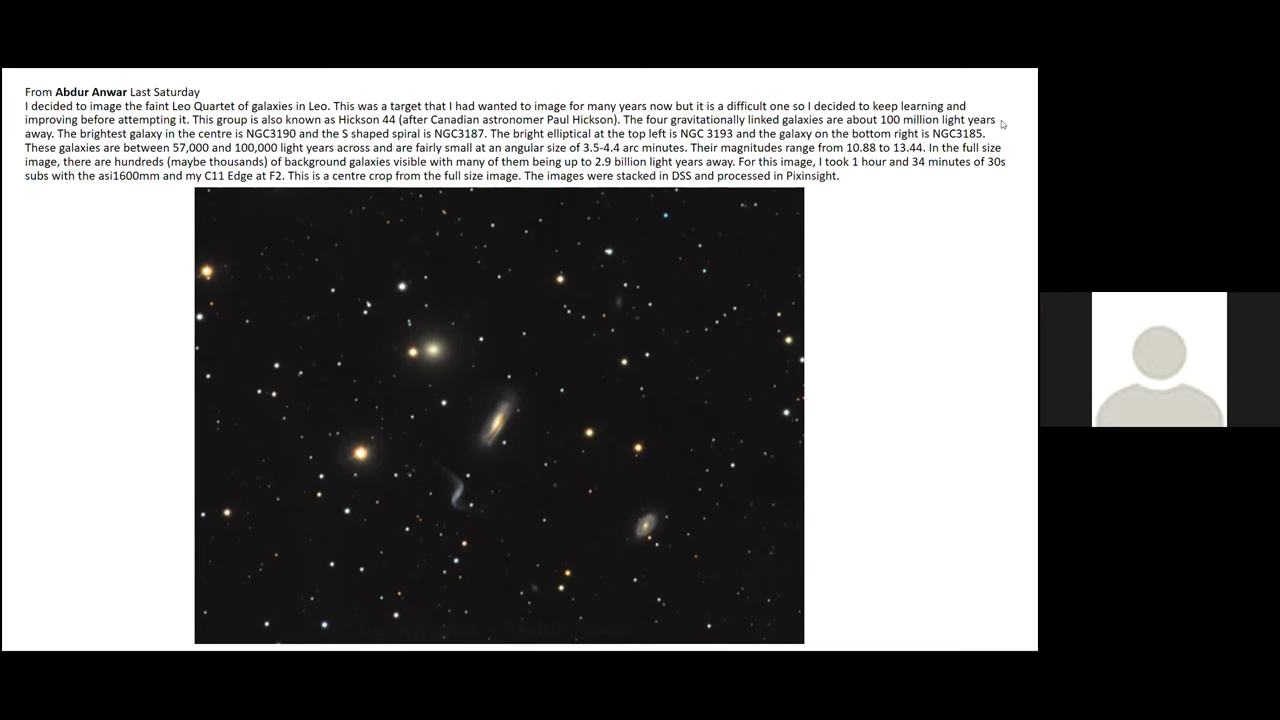 From Abdur Anwar Last Saturday
I decided to image the faint Leo Quartet of galaxies in Leo. This was a target that I had wanted to image for many years now but it is a difficult one so I decided to keep learning and
improving before attempting it. This group is also known as Hickson 44 (after Canadian astronomer Paul Hickson). The four gravitationally linked galaxies are about 100 million light years
away. The brightest galaxy in the centre is NGC3190 and the S shaped spiral is NGC3187. The bright elliptical at the top left is NGC 3193 and the galaxy on the bottom right is NGC3185.
These galaxies are between 57,000 and 100,000 light years across and are fairly small at an angular size of 3.5-4.4 arc minutes. Their magnitudes range from 10.88 to 13.44. In the full size
image, there are hundreds (maybe thousands) of background galaxies visible with many of them being up to 2.9 billion light years away. For this image, I took 1 hour and 34 minutes of 30s
subs with the asi1600mm and my C11 Edge at F2. This is a centre crop from the full size image. The images were stacked in DSS and processed in Pixinsight.